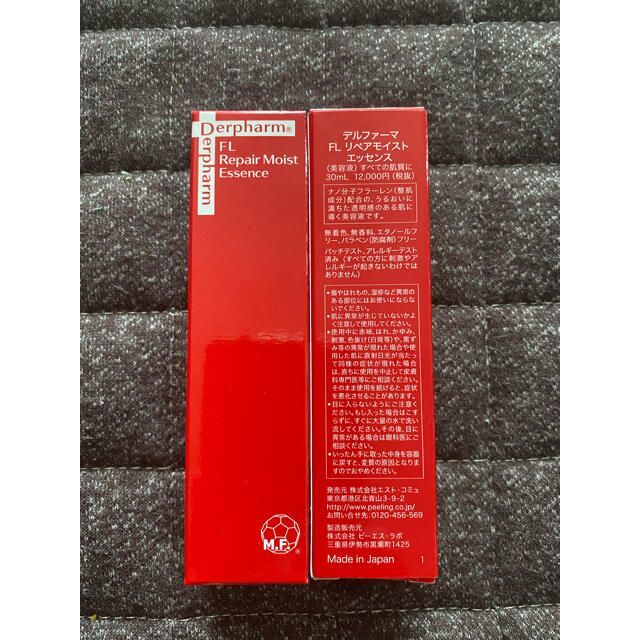 Derpharm®
Derpharm
FL
Repair Moist
Essence
M.F.
®
デルファーマ
FL リペアモイスト
エッセンス
(美容液) すべての肌質に
30mL 12,000円(税抜)
ナノ分子フラーレン(整肌
成分)配合の、うるおいに
満ちた透明感のある肌に
導く美容液です。
無着色、無香料、エタノールフ
リー、パラベン(防腐剤)フリー
パッチテスト、アレルギーテスト
済み(すべての方に刺激やア
レルギーが起きないわけでは
ありません)
•傷やはれもの、湿疹など異常の
ある部位にはお使いにならな
いでください。
•肌に異常が生じていないかよ
く注意して使用してください。
•使用中に赤味、はれ、かゆみ、
刺激、色抜け(白斑等)や、黒ず
み等の異常が現れた場合や使
用した肌に直射日光が当たっ
て同様の症状が現れた場合
は、直ちに使用を中止して皮膚
科専門医等にご相談ください。
そのまま使用を続けると、症状
を悪化させることがあります。
•目に入らないようにご注意くだ
さい。もし入った場合はこす
らずに、すぐに大量の水で洗い
流してください。その後、目に
異常がある場合は眼科医にご
相談ください。
•いったん手に取った中身を容器
に戻すと、変質の原因となりま
すのでおやめください。
発売元 株式会社エスト・コミュ
東京都港区北青山3-9-2
http://www.peeling.co.jp/
お問い合せ先:0120-456-569
製造販売元
株式会社 ピーエス・ラボ
三重県伊勢市黒瀬町1425
Made in Japan 1